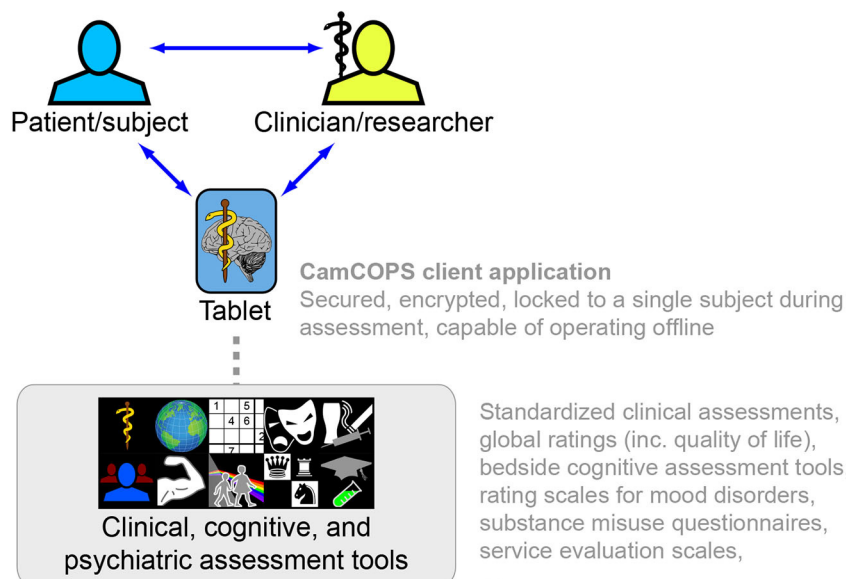 Patient/subject
Clinician/researcher
Tablet
CamCOPS client application
Secured, encrypted, locked to a single subject during
assessment, capable of operating offline
1 5
4 6
2
7
Clinical, cognitive, and
psychiatric assessment tools
Standardized clinical assessments,
global ratings (inc. quality of life),
bedside cognitive assessment tools
rating scales for mood disorders,
substance misuse questionnaires,
service evaluation scales,